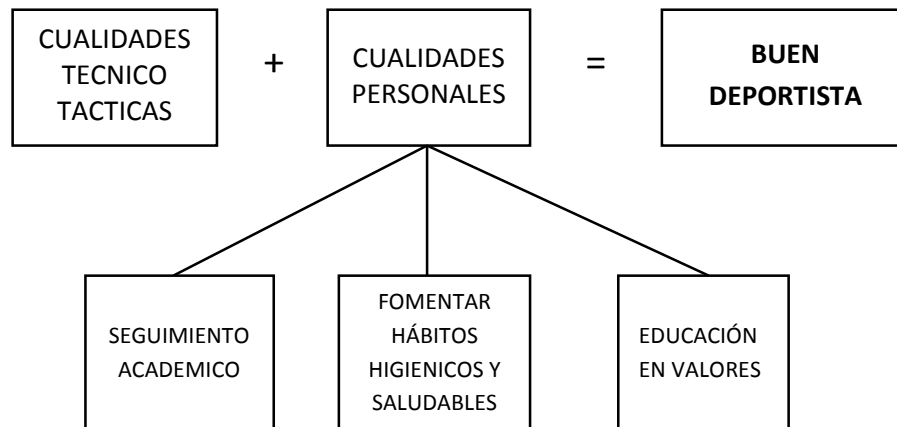 CUALIDADES
TECNICO
TACTICAS
+
CUALIDADES
PERSONALES
=
BUEN
DEPORTISTA
SEGUIMIENTO
ACADEMICO
FOMENTAR
HÁBITOS
HIGIENICOS Y
SALUDABLES
EDUCACIÓN
EN VALORES